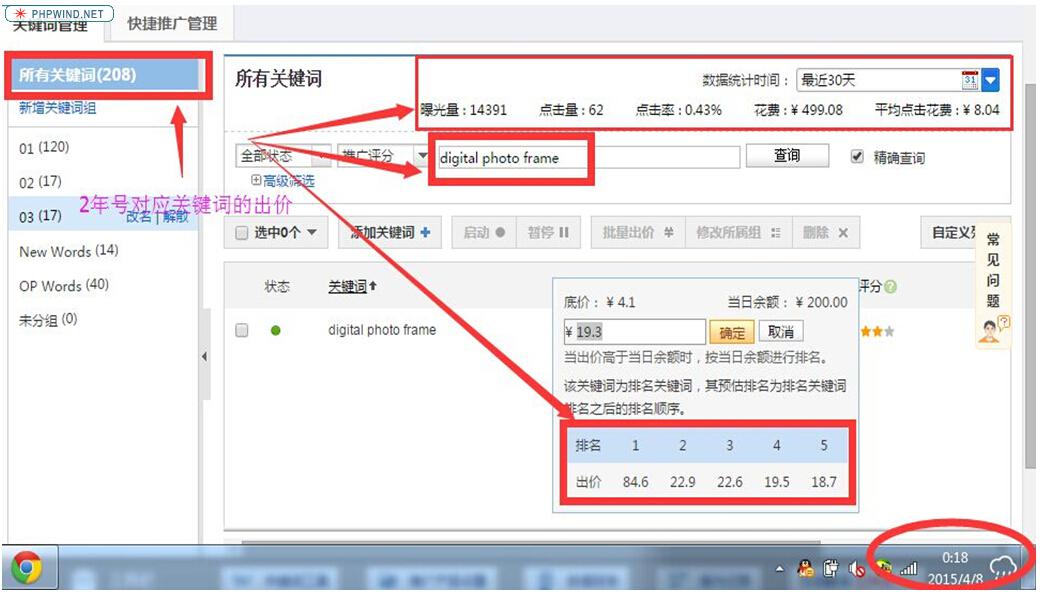 PHPWIND.NET
关键词管理 快捷推广管理
所有关键词(208)
新增关键词组
01 (120)
02 (17)
03 (17) 改名 | 解散
New Words (14)
OP Words (40)
未分组 (0)
2年号对应关键词的出价
所有关键词
数据统计时间： 最近30天 31
曝光量：14391 点击量：62 点击率：0.43% 花费：¥ 499.08 平均点击花费：¥ 8.04
全部状态 推广评分 digital photo frame 查询 精确查询
高级筛选
选中0个 添加关键词 启动 暂停 批量出价 修改所属组 删除
状态 关键词 评分
digital photo frame
底价：¥ 4.1 当日余额：¥ 200.00
¥ 19.3 确定 取消
当出价高于当日余额时，按当日余额进行排名。
该关键词为排名关键词，其预估排名为排名关键词
排名之后的排名顺序。
排名 1 2 3 4 5
出价 84.6 22.9 22.6 19.5 18.7
常见问题
0:18
2015/4/8